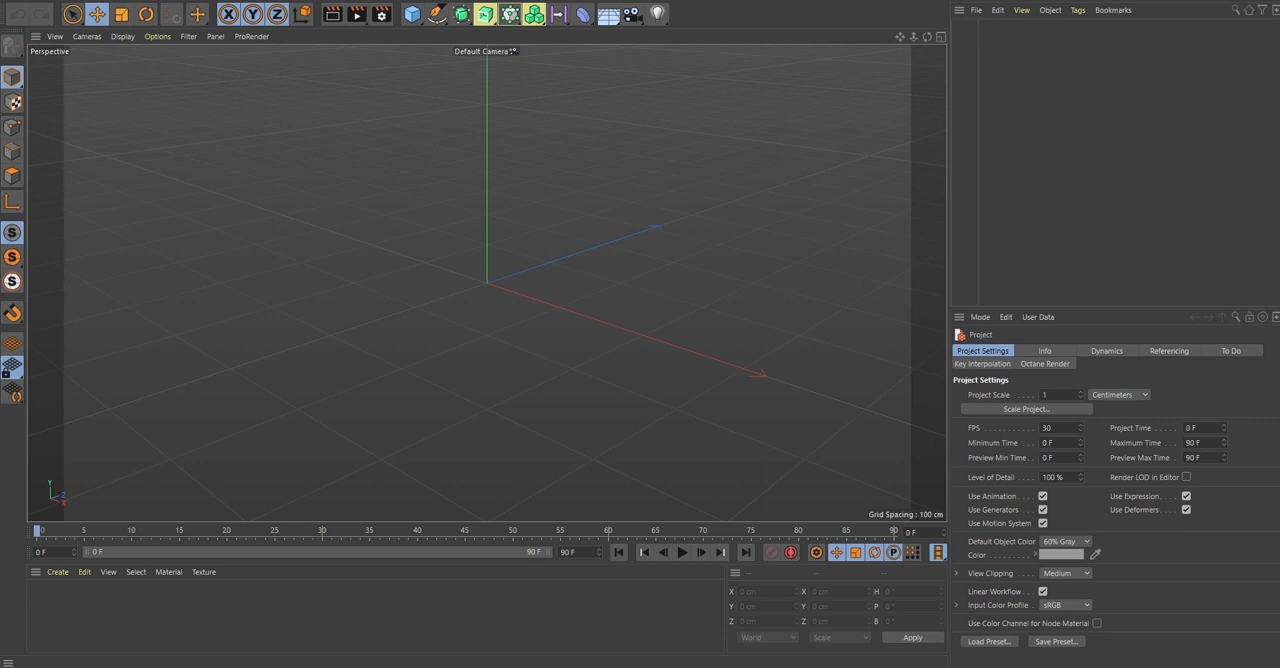 X Y Z
File Edit View Object Tags Bookmarks
View Cameras Display Options Filter Panel ProRender
Perspective
Default Camera
S
S
S
Y
Z
X
Grid Spacing : 100 cm
0 5 10 15 20 25 30 35 40 45 50 55 60 65 70 75 80 85 90 0 F
0 F 0 F 90 F 90 F P
Create Edit View Select Material Texture
-- -- --
X 0 cm X 0 cm H 0 °
Y 0 cm Y 0 cm P 0 °
Z 0 cm Z 0 cm B 0 °
World Scale Apply
Mode Edit User Data
Project
Project Settings Info Dynamics Referencing To Do
Key Interpolation Octane Render
Project Settings
Project Scale . . . . . 1 Centimeters
Scale Project...
FPS . . . . . . . . . . . 30 Project Time . . . . . 0 F
Minimum Time . . 0 F Maximum Time . . 90 F
Preview Min Time . . 0 F Preview Max Time . 90 F
Level of Detail . . . . 100 % Render LOD in Editor
Use Animation. . . . Use Expression. . . .
Use Generators . . . Use Deformers . . .
Use Motion System
Default Object Color 60% Gray
Color . . . . . . . . . .
View Clipping. . . . Medium
Linear Workflow . . .
Input Color Profile . sRGB
Use Color Channel for Node Material
Load Preset... Save Preset...